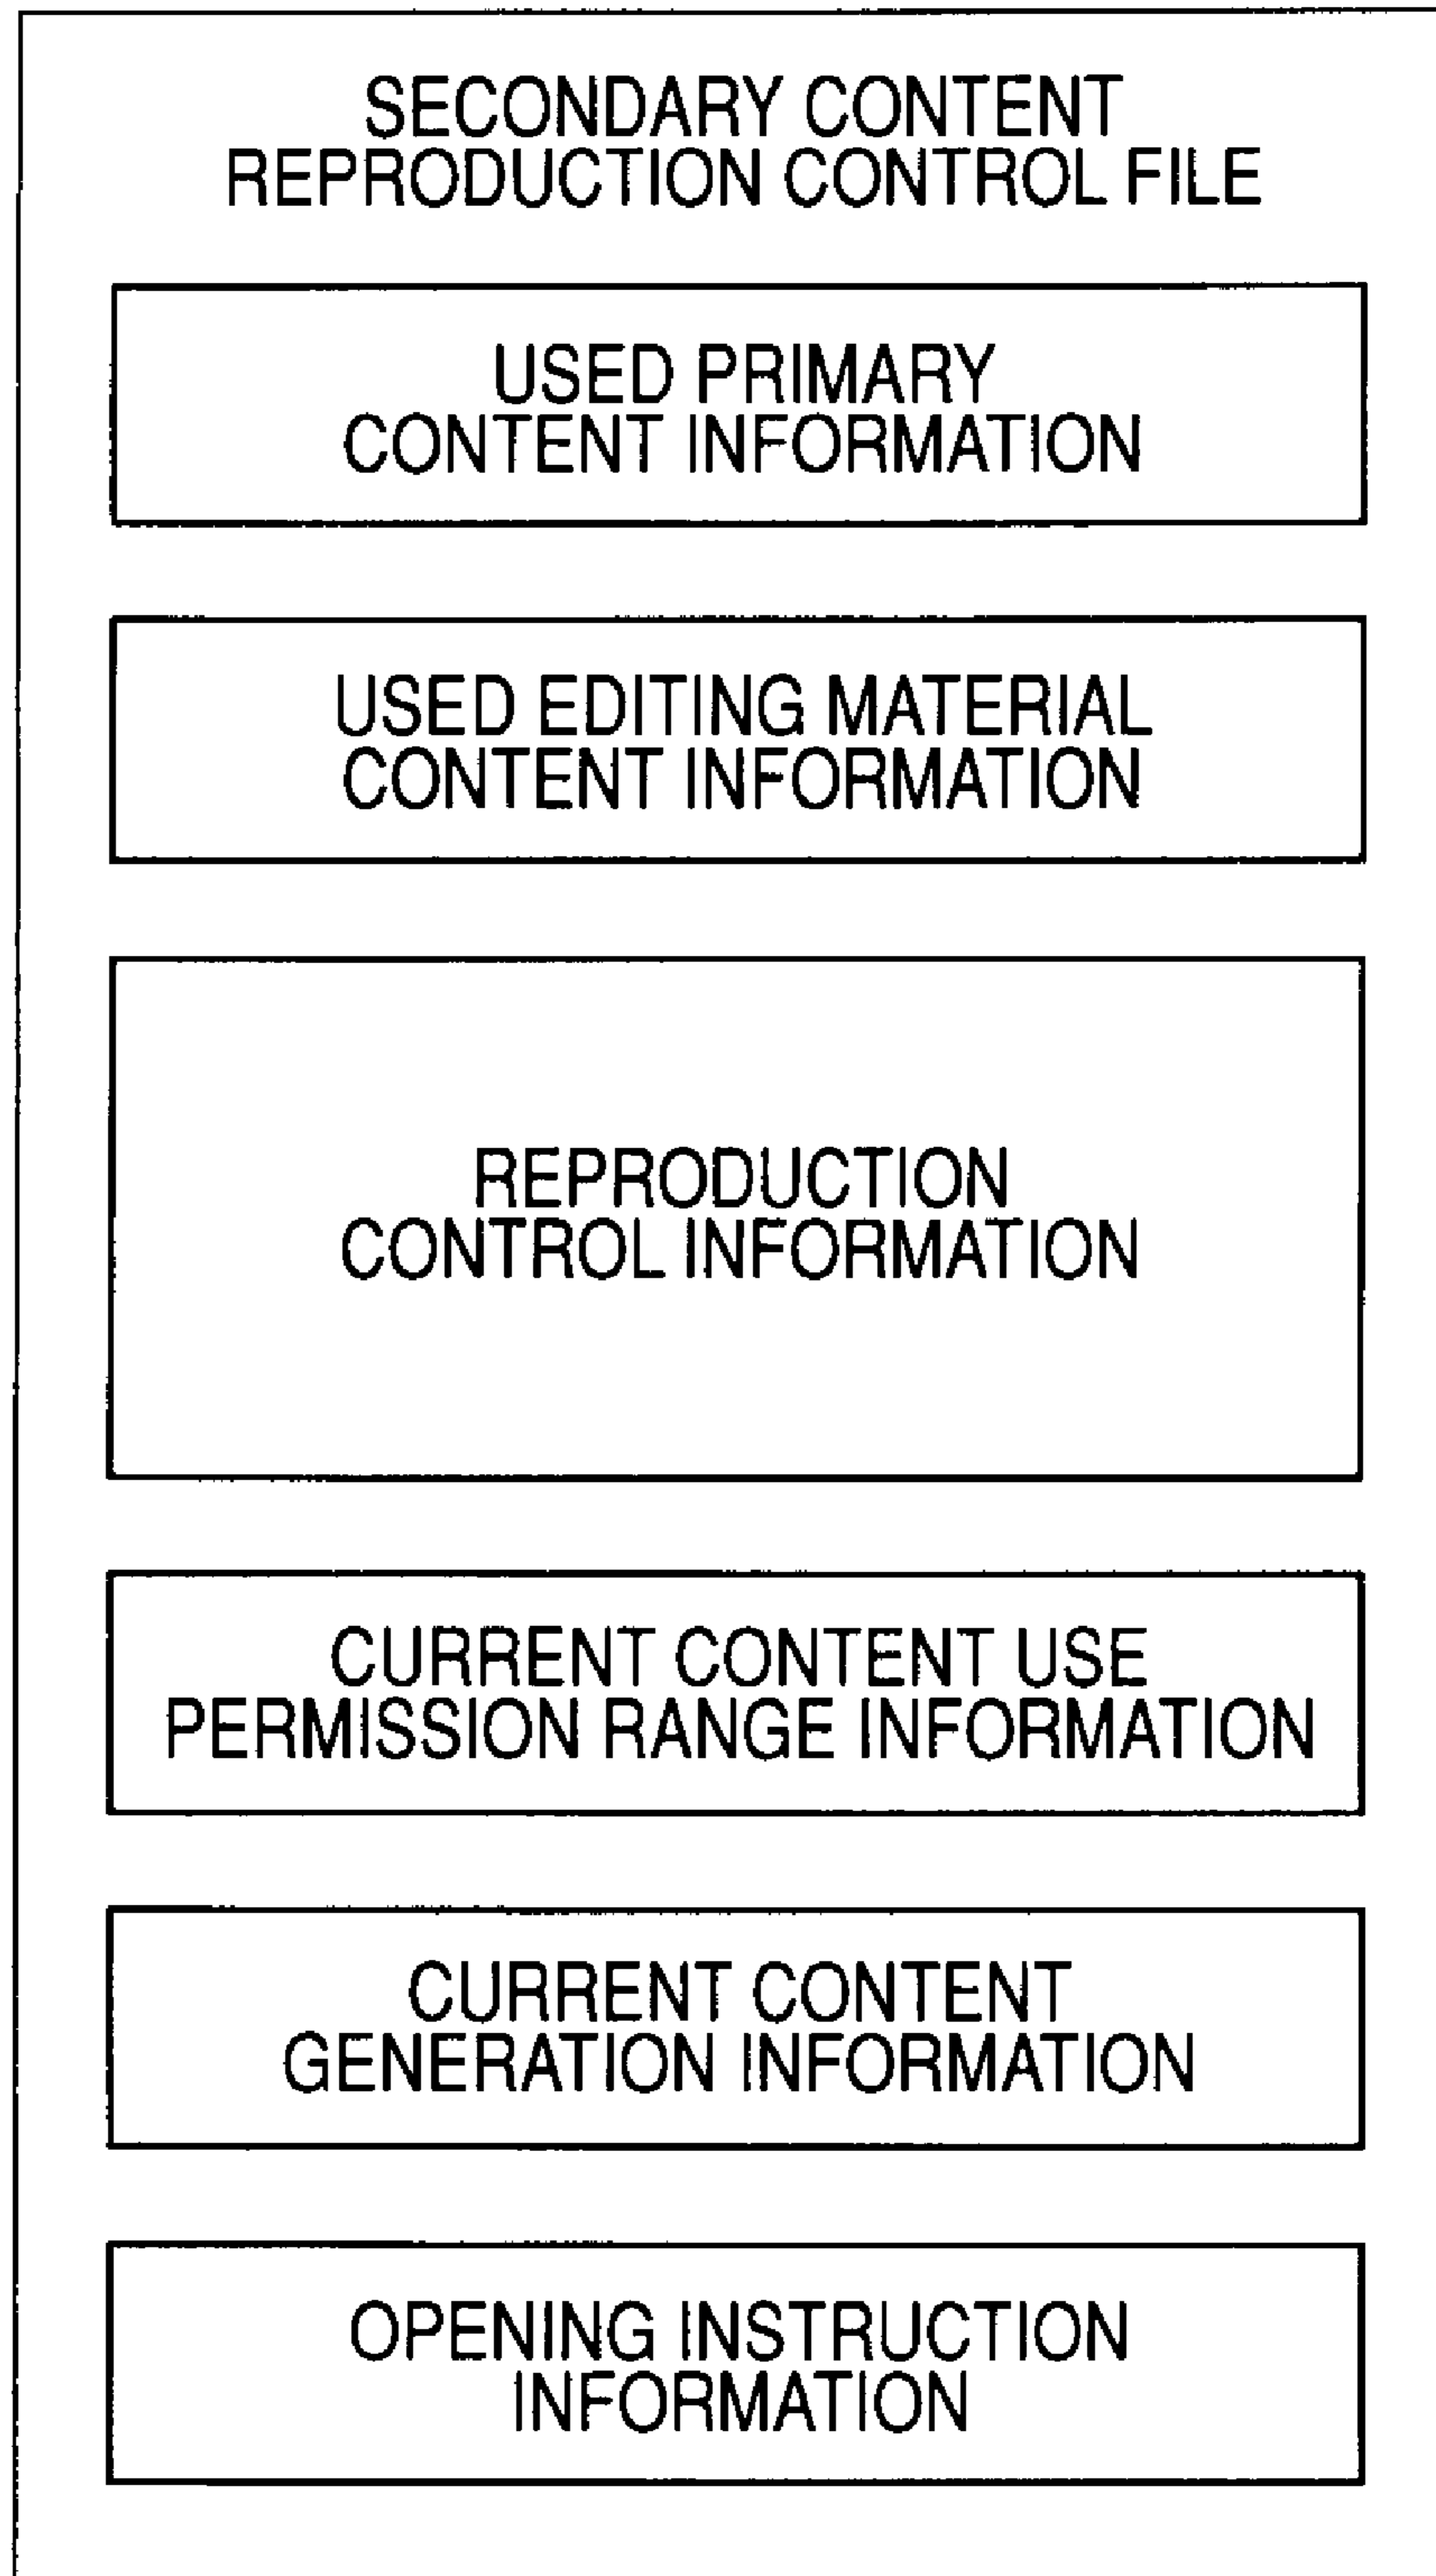 SECONDARY CONTENT
REPRODUCTION CONTROL FILE
USED PRIMARY
CONTENT INFORMATION
USED EDITING MATERIAL
CONTENT INFORMATION
REPRODUCTION
CONTROL INFORMATION
CURRENT CONTENT USE
PERMISSION RANGE INFORMATION
CURRENT CONTENT
GENERATION INFORMATION
OPENING INSTRUCTION
INFORMATION